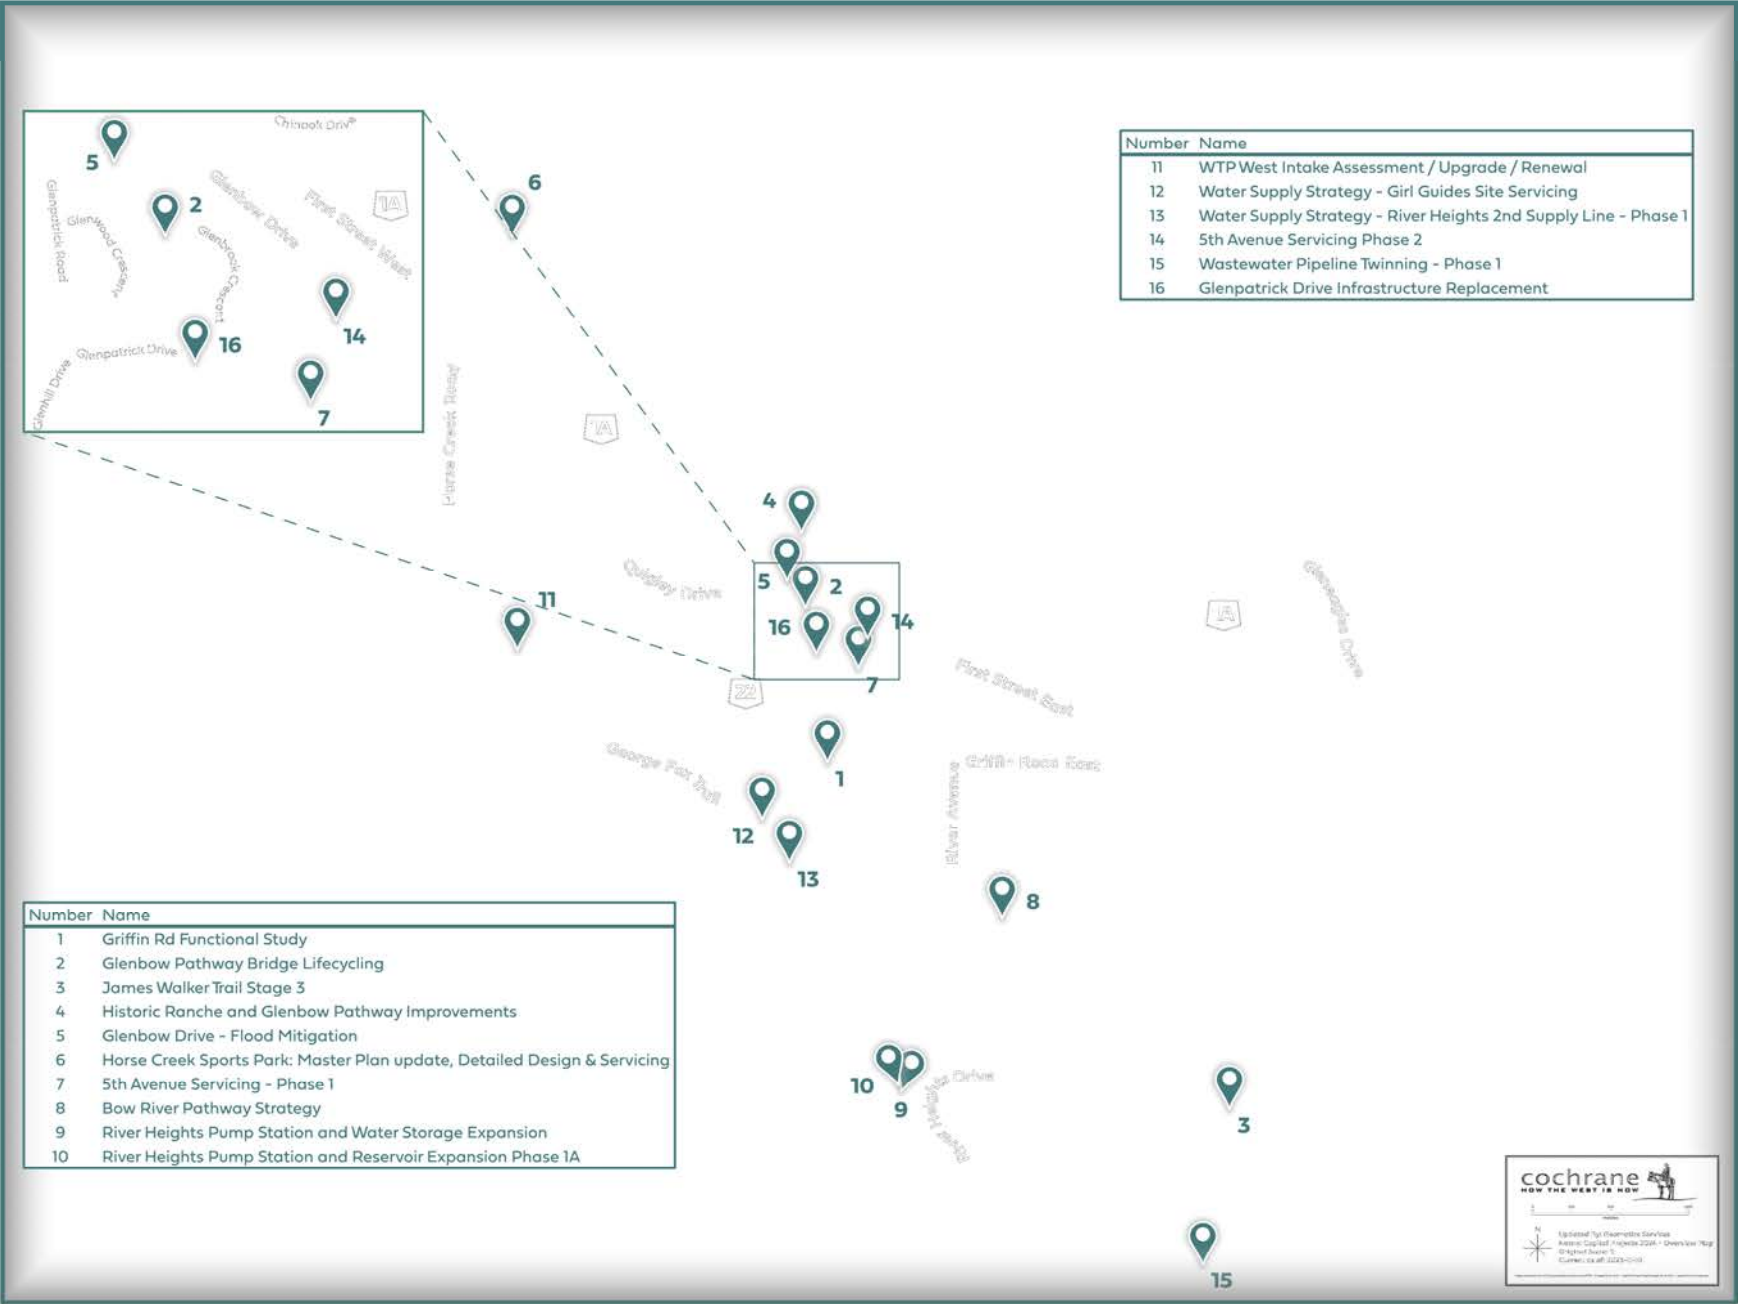 Chinook Drive
5
2
Glenbow Drive
First Street West
1A
Glenpatrick Road
Glenwood Crescent
Glenbrook Crescent
14
16
Glenpatrick Drive
Glenhill Drive
7
6
Number Name
11 WTP West Intake Assessment / Upgrade / Renewal
12 Water Supply Strategy - Girl Guides Site Servicing
13 Water Supply Strategy - River Heights 2nd Supply Line - Phase 1
14 5th Avenue Servicing Phase 2
15 Wastewater Pipeline Twinning - Phase 1
16 Glenpatrick Drive Infrastructure Replacement
Horse Creek Road
1A
4
5
2
Quigley Drive
11
16
14
7
22
1A
Gleneagles Drive
First Street East
George Fox Trail
1
Griffin Road East
River Avenue
12
13
8
Number Name
1 Griffin Rd Functional Study
2 Glenbow Pathway Bridge Lifecycling
3 James Walker Trail Stage 3
4 Historic Ranche and Glenbow Pathway Improvements
5 Glenbow Drive - Flood Mitigation
6 Horse Creek Sports Park: Master Plan update, Detailed Design & Servicing
7 5th Avenue Servicing - Phase 1
8 Bow River Pathway Strategy
9 River Heights Pump Station and Water Storage Expansion
10 River Heights Pump Station and Reservoir Expansion Phase 1A
10
9
River Heights Drive
3
15
cochrane
HOW THE WEST IS NOW
N